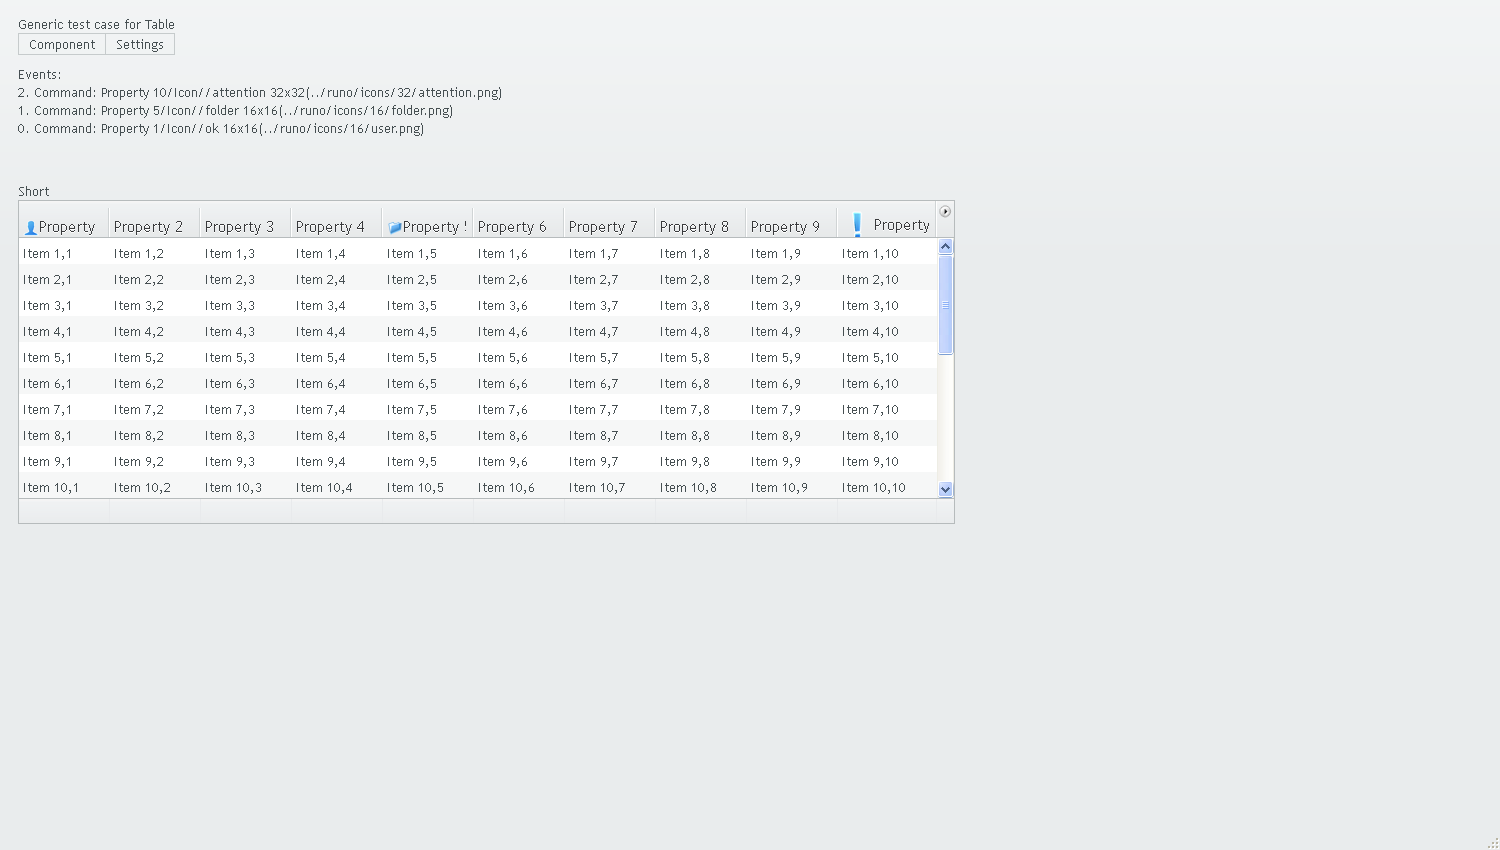 Generic test case for Table
Component Settings
Events:
2. Command: Property 10/Icon//attention 32x32(../runo/icons/32/attention.png)
1. Command: Property 5/Icon//folder 16x16(../runo/icons/16/folder.png)
0. Command: Property 1/Icon//ok 16x16(../runo/icons/16/user.png)
Short
Property Property 2 Property 3 Property 4 Property Property 6 Property 7 Property 8 Property 9 Property
Item 1,1 Item 1,2 Item 1,3 Item 1,4 Item 1,5 Item 1,6 Item 1,7 Item 1,8 Item 1,9 Item 1,10
Item 2,1 Item 2,2 Item 2,3 Item 2,4 Item 2,5 Item 2,6 Item 2,7 Item 2,8 Item 2,9 Item 2,10
Item 3,1 Item 3,2 Item 3,3 Item 3,4 Item 3,5 Item 3,6 Item 3,7 Item 3,8 Item 3,9 Item 3,10
Item 4,1 Item 4,2 Item 4,3 Item 4,4 Item 4,5 Item 4,6 Item 4,7 Item 4,8 Item 4,9 Item 4,10
Item 5,1 Item 5,2 Item 5,3 Item 5,4 Item 5,5 Item 5,6 Item 5,7 Item 5,8 Item 5,9 Item 5,10
Item 6,1 Item 6,2 Item 6,3 Item 6,4 Item 6,5 Item 6,6 Item 6,7 Item 6,8 Item 6,9 Item 6,10
Item 7,1 Item 7,2 Item 7,3 Item 7,4 Item 7,5 Item 7,6 Item 7,7 Item 7,8 Item 7,9 Item 7,10
Item 8,1 Item 8,2 Item 8,3 Item 8,4 Item 8,5 Item 8,6 Item 8,7 Item 8,8 Item 8,9 Item 8,10
Item 9,1 Item 9,2 Item 9,3 Item 9,4 Item 9,5 Item 9,6 Item 9,7 Item 9,8 Item 9,9 Item 9,10
Item 10,1 Item 10,2 Item 10,3 Item 10,4 Item 10,5 Item 10,6 Item 10,7 Item 10,8 Item 10,9 Item 10,10